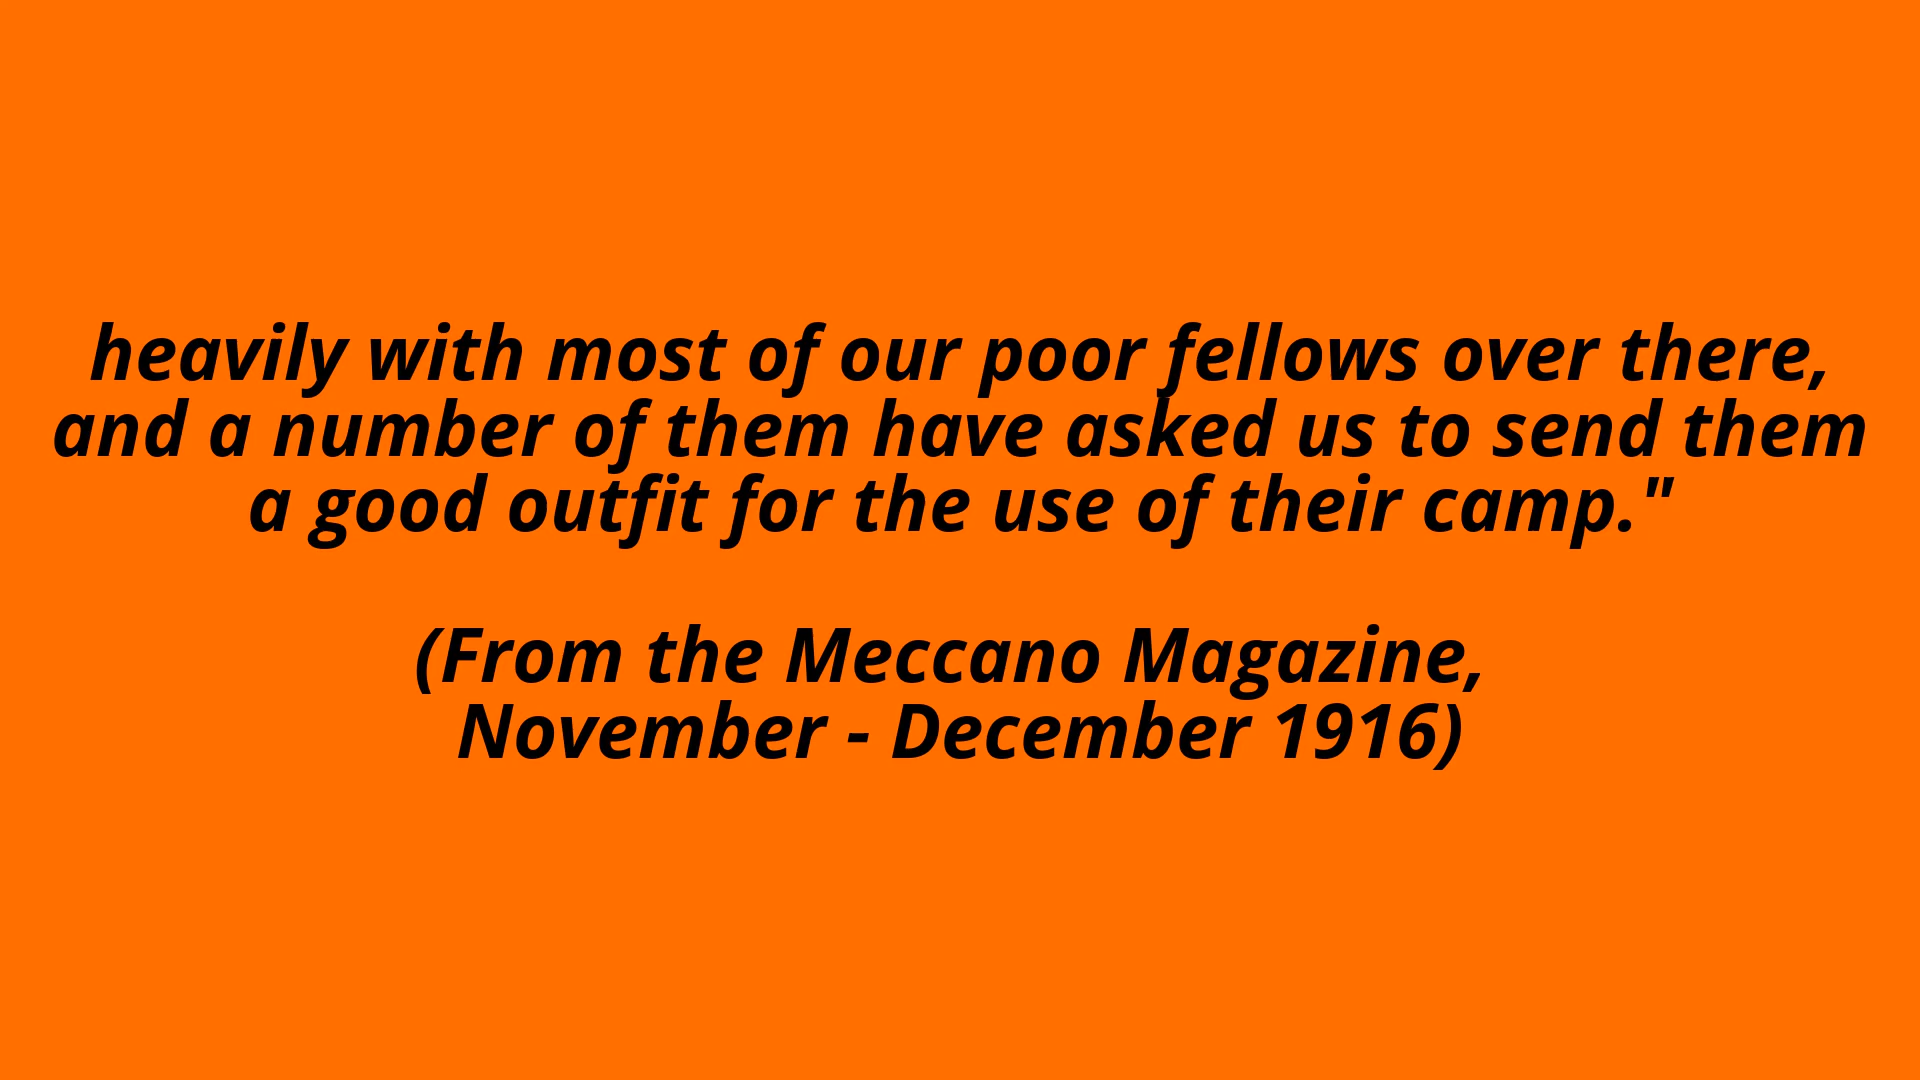 heavily with most of our poor fellows over there,
and a number of them have asked us to send them
a good outfit for the use of their camp."
(From the Meccano Magazine,
November - December 1916)